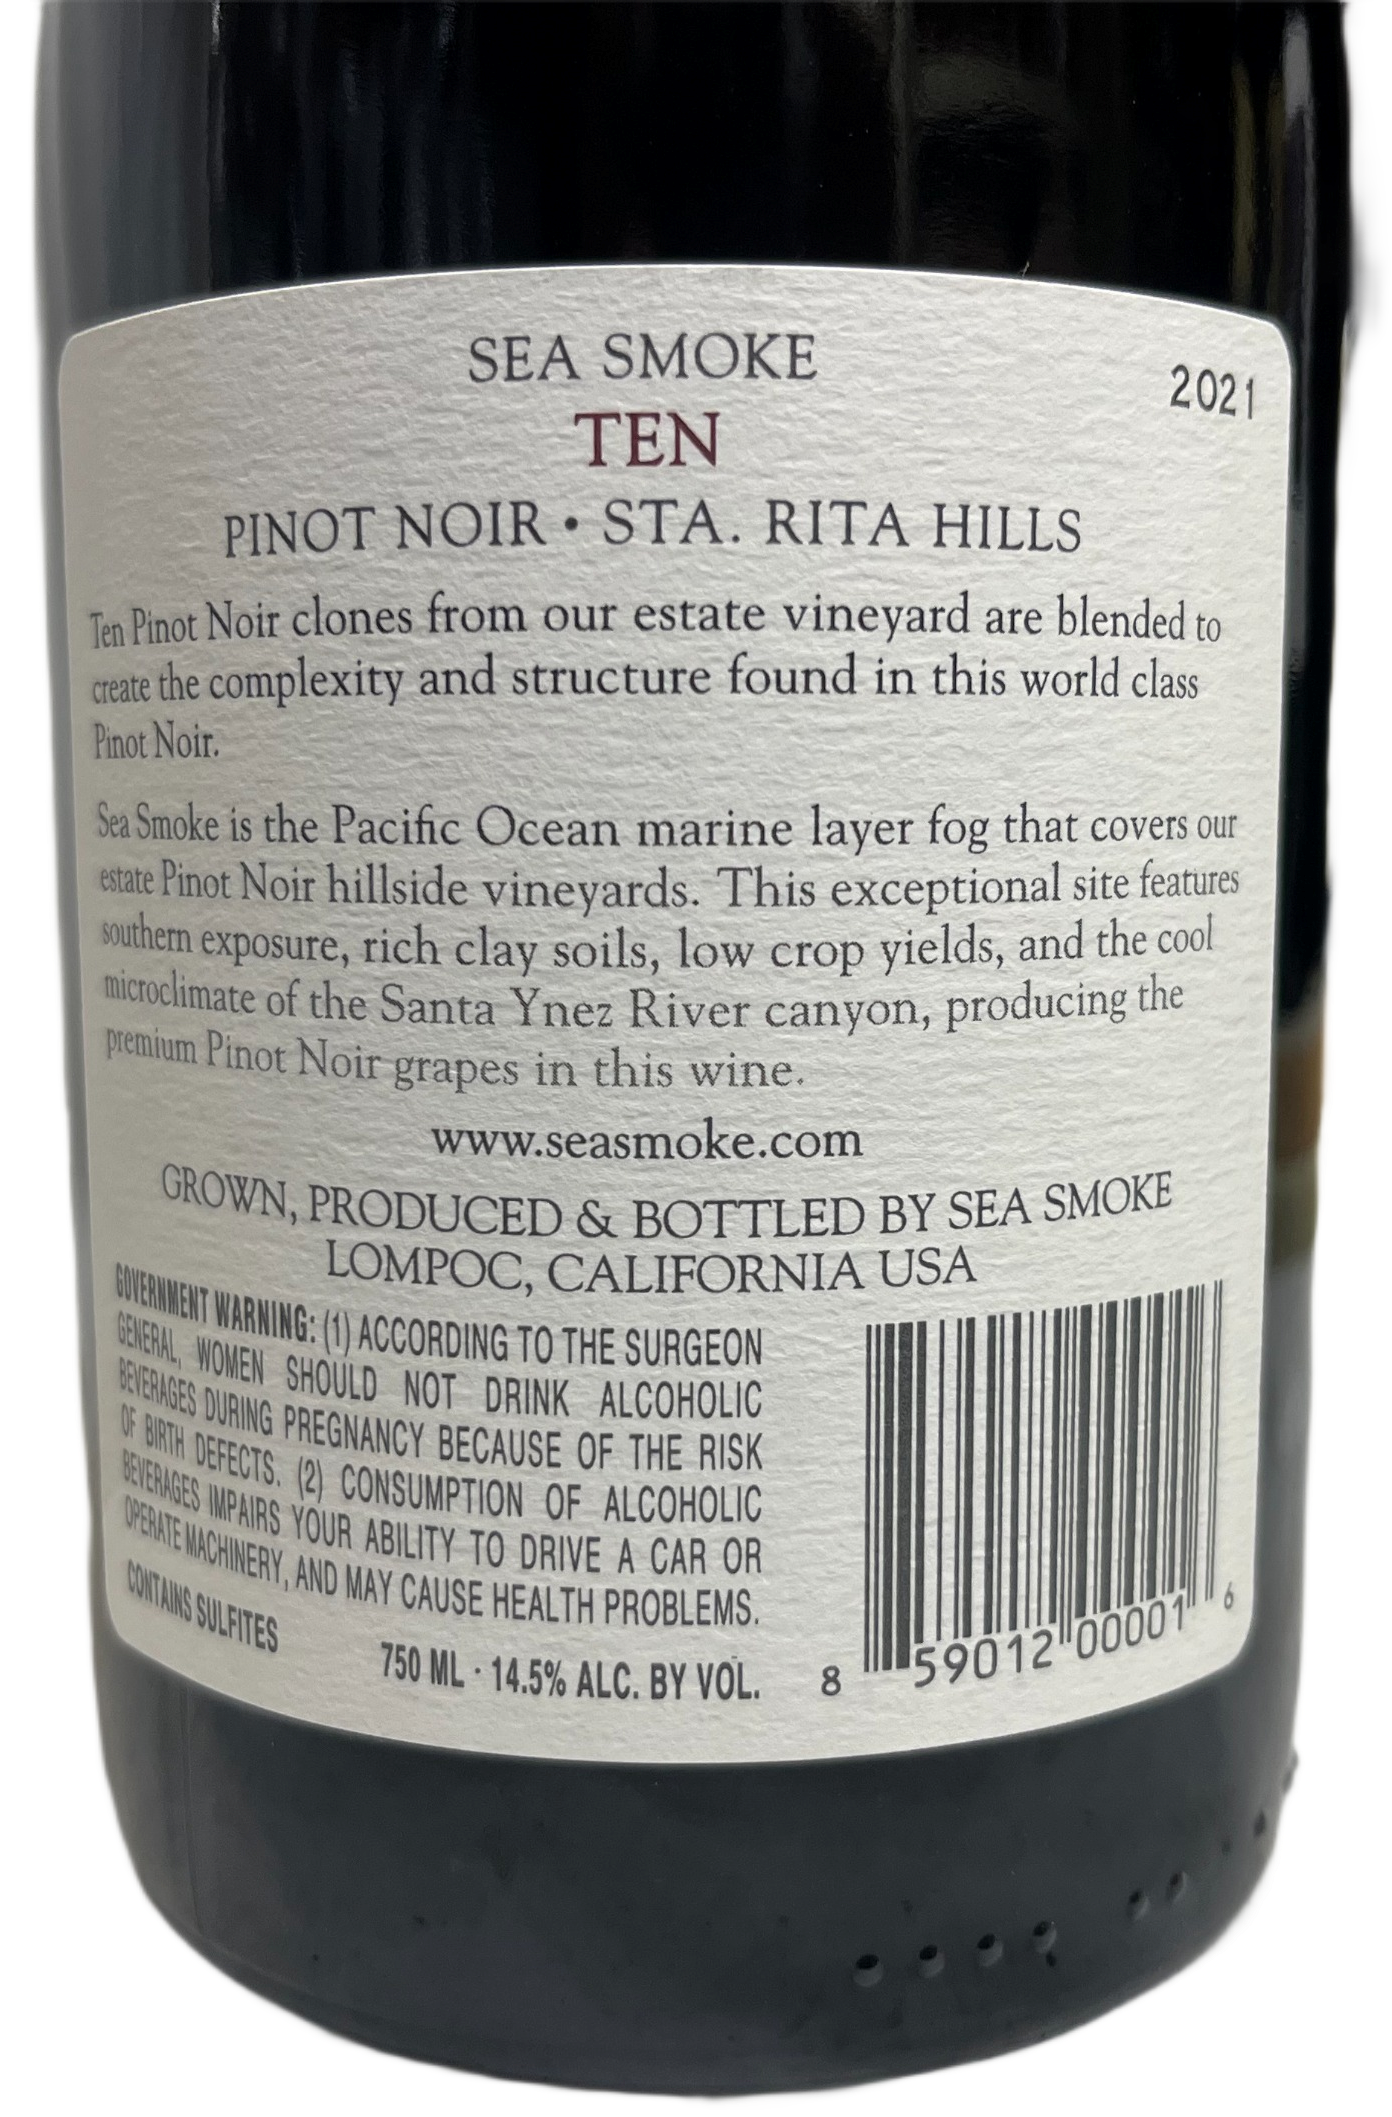 SEA SMOKE
2021
TEN
PINOT NOIR • STA. RITA HILLS
Ten Pinot Noir clones from our estate vineyard are blended to
create the complexity and structure found in this world class
Pinot Noir.
Sea Smoke is the Pacific Ocean marine layer fog that covers our
estate Pinot Noir hillside vineyards. This exceptional site features
southern exposure, rich clay soils, low crop yields, and the cool
microclimate of the Santa Ynez River canyon, producing the
premium Pinot Noir grapes in this wine.
www.seasmoke.com
GROWN, PRODUCED & BOTTLED BY SEA SMOKE
LOMPOC, CALIFORNIA USA
GOVERNMENT WARNING: (1) ACCORDING TO THE SURGEON
GENERAL, WOMEN SHOULD NOT DRINK ALCOHOLIC
BEVERAGES DURING PREGNANCY BECAUSE OF THE RISK
OF BIRTH DEFECTS. (2) CONSUMPTION OF ALCOHOLIC
BEVERAGES IMPAIRS YOUR ABILITY TO DRIVE A CAR OR
OPERATE MACHINERY, AND MAY CAUSE HEALTH PROBLEMS.
CONTAINS SULFITES
750 ML · 14.5% ALC. BY VOL.
8 59012 00001 6